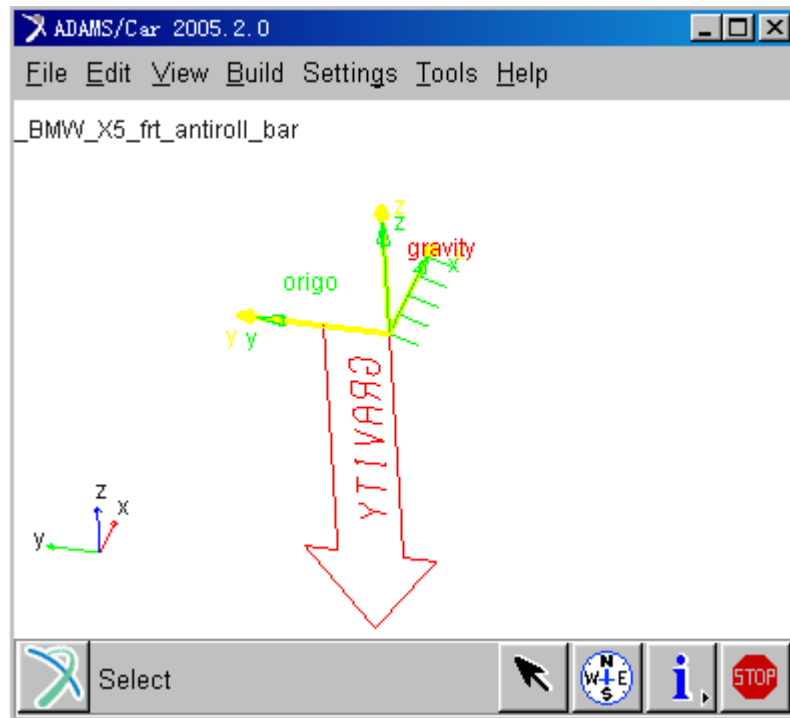 ADAMS/Car 2005.2.0
File Edit View Build Settings Tools Help
_BMW_X5_frt_antiroll_bar
z
z
gravity
x
origo
y y
GRAVITY
z
x
y
Select
N
W E
S
i
STOP